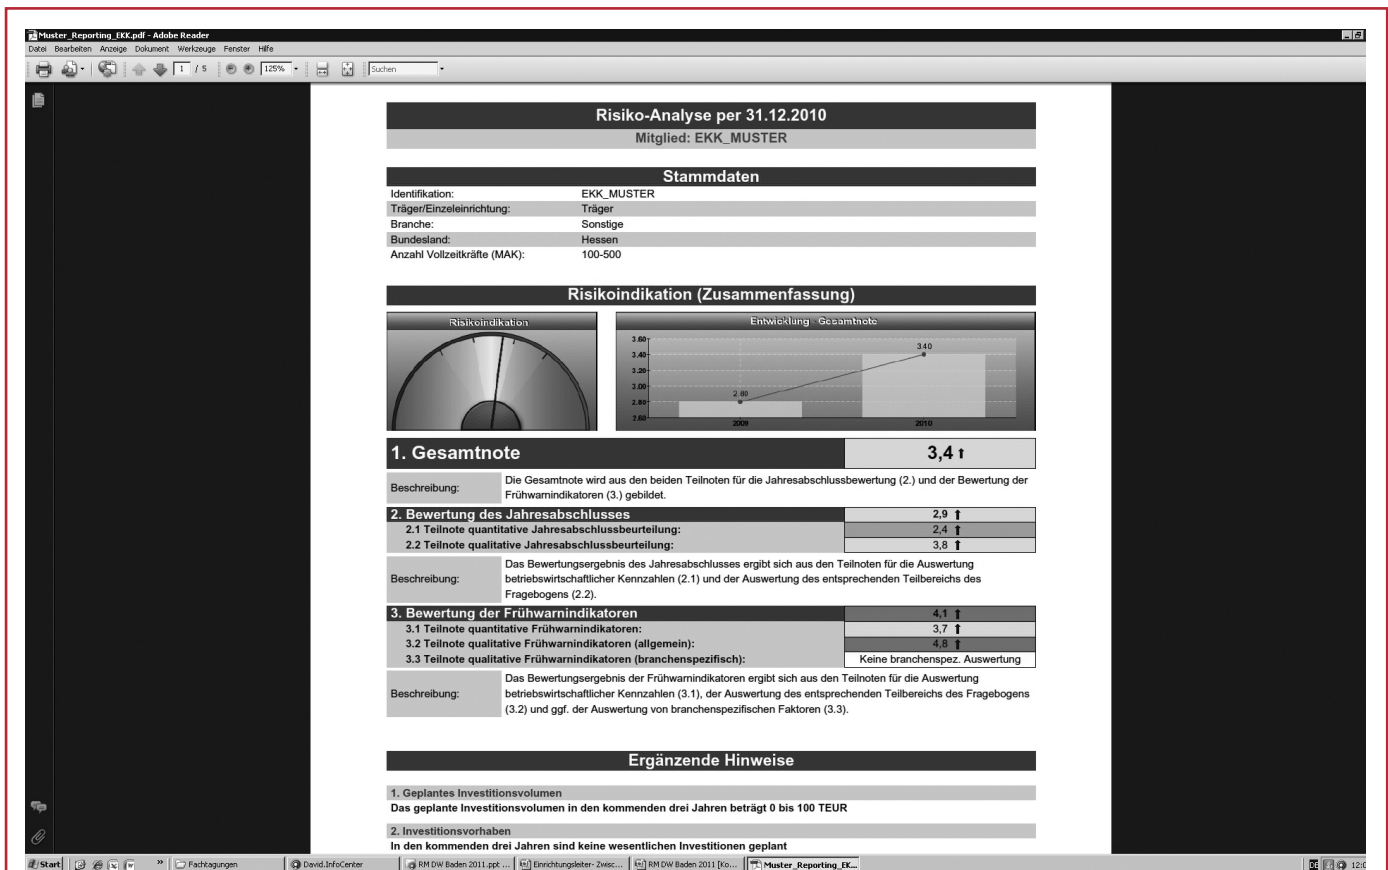 Muster_Reporting_EKK.pdf - Adobe Reader
Datei Bearbeiten Anzeige Dokument Werkzeuge Fenster Hilfe
1 / 5 125% Suchen
Risiko-Analyse per 31.12.2010
Mitglied: EKK_MUSTER
Stammdaten
Identifikation: EKK_MUSTER
Träger/Einzeleinrichtung: Träger
Branche: Sonstige
Bundesland: Hessen
Anzahl Vollzeitkräfte (MAK): 100-500
Risikoindikation (Zusammenfassung)
Risikoindikation
Entwicklung - Gesamtnote
3.60
3.40
3.20
3.00
2.80
2.60
2.80
3.40
2009 2010
1. Gesamtnote 3,4 ⬆
Beschreibung: Die Gesamtnote wird aus den beiden Teilnoten für die Jahresabschlussbewertung (2.) und der Bewertung der
Frühwarnindikatoren (3.) gebildet.
2. Bewertung des Jahresabschlusses 2,9 ⬆
2.1 Teilnote quantitative Jahresabschlussbeurteilung: 2,4 ⬆
2.2 Teilnote qualitative Jahresabschlussbeurteilung: 3,8 ⬆
Das Bewertungsergebnis des Jahresabschlusses ergibt sich aus den Teilnoten für die Auswertung
Beschreibung: betriebswirtschaftlicher Kennzahlen (2.1) und der Auswertung des entsprechenden Teilbereichs des
Fragebogens (2.2).
3. Bewertung der Frühwarnindikatoren 4,1 ⬆
3.1 Teilnote quantitative Frühwarnindikatoren: 3,7 ⬆
3.2 Teilnote qualitative Frühwarnindikatoren (allgemein): 4,8 ⬆
3.3 Teilnote qualitative Frühwarnindikatoren (branchenspezifisch): Keine branchenspez. Auswertung
Das Bewertungsergebnis der Frühwarnindikatoren ergibt sich aus den Teilnoten für die Auswertung
Beschreibung: betriebswirtschaftlicher Kennzahlen (3.1), der Auswertung des entsprechenden Teilbereichs des Fragebogens
(3.2) und ggf. der Auswertung von branchenspezifischen Faktoren (3.3).
Ergänzende Hinweise
1. Geplantes Investitionsvolumen
Das geplante Investitionsvolumen in den kommenden drei Jahren beträgt 0 bis 100 TEUR
2. Investitionsvorhaben
In den kommenden drei Jahren sind keine wesentlichen Investitionen geplant
Start » Fachtagungen David.InfoCenter RM DW Baden 2011.ppt ... Einrichtungsleiter- Zwisc... RM DW Baden 2011 [Ko... Muster_Reporting_EK... DE